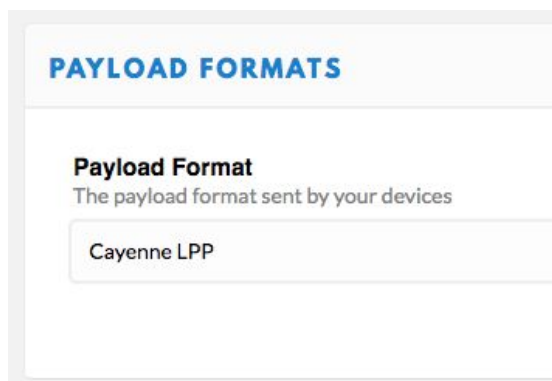 PAYLOAD FORMATS
Payload Format
The payload format sent by your devices
Cayenne LPP